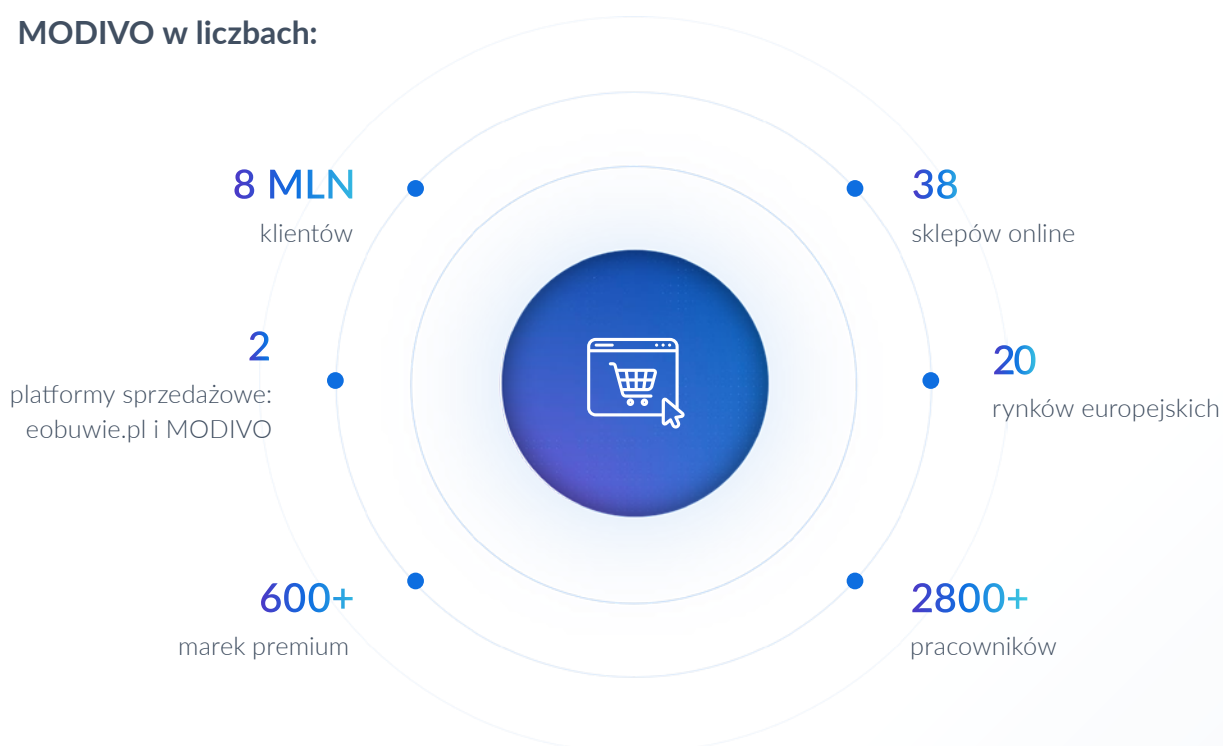 MODIVO w liczbach:
8 MLN
klientów
2
platformy sprzedażowe:
eobuwie.pl i MODIVO
600+
marek premium
38
sklepów online
20
rynków europejskich
2800+
pracowników